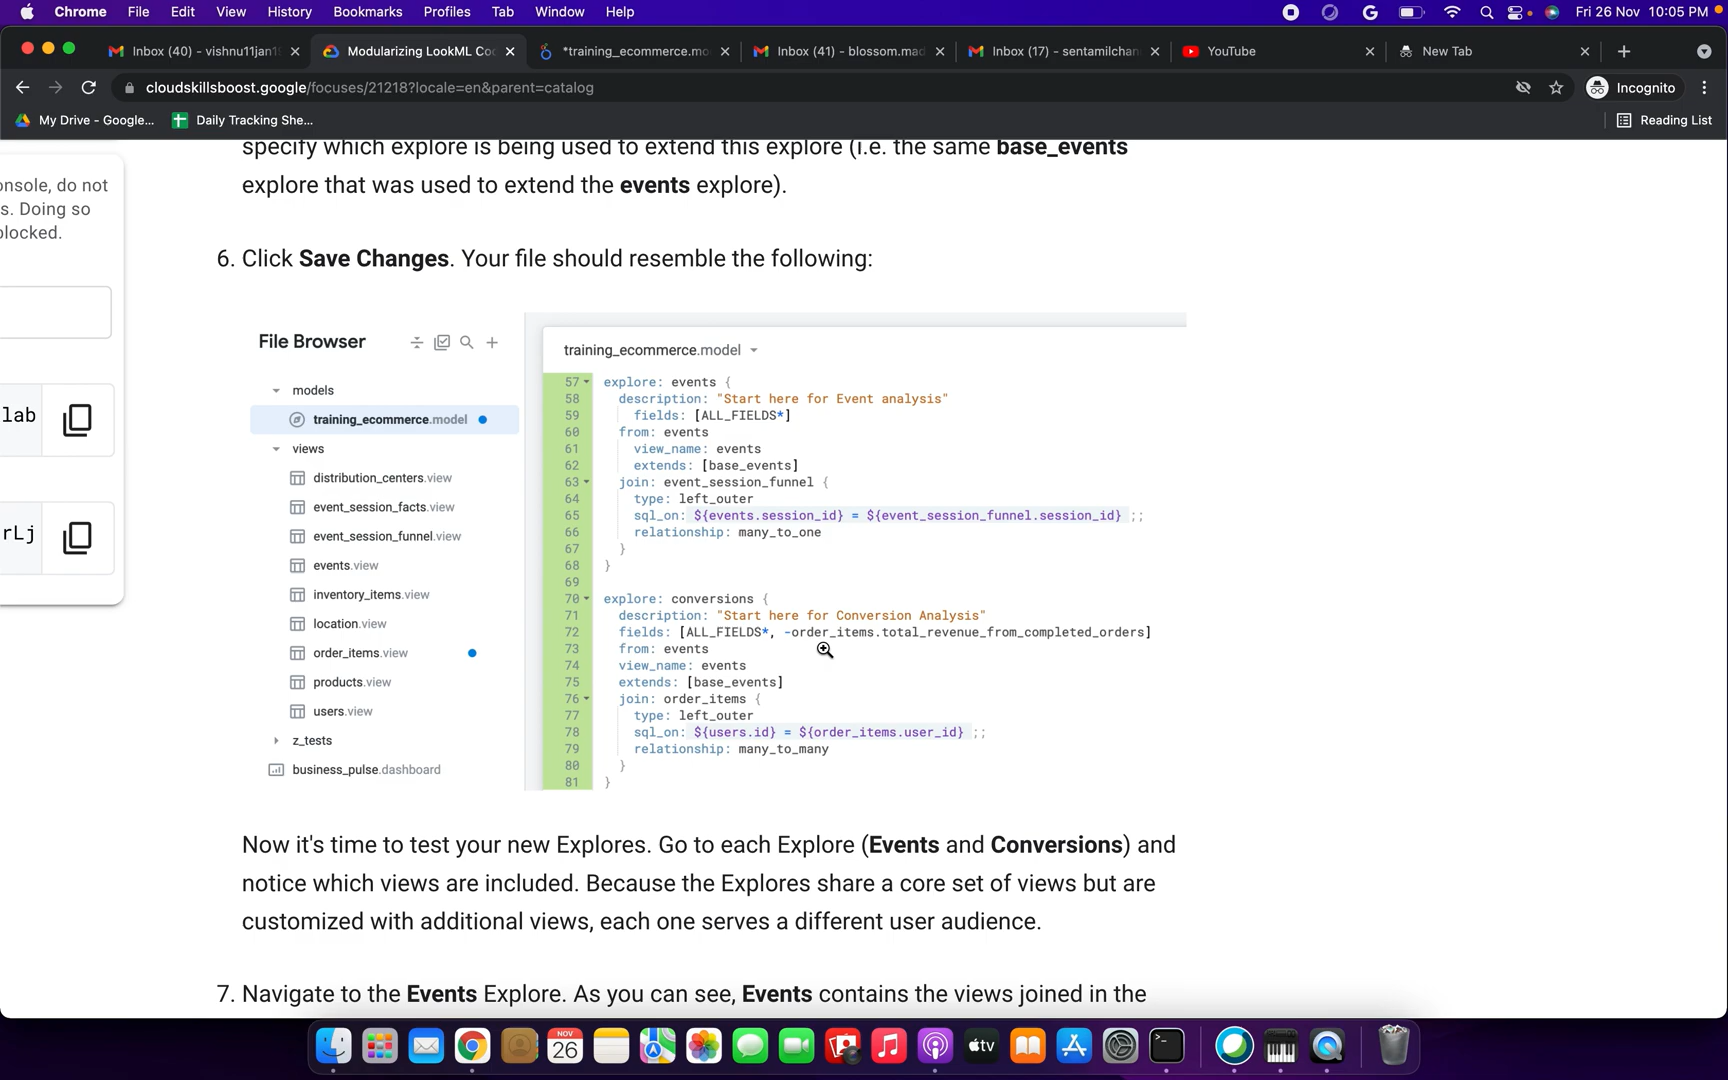 Chrome File Edit View History Bookmarks Profiles Tab Window Help Fri 26 Nov 10:05 PM
Inbox (40) - vishnu11jan1 Modularizing LookML Co *training_ecommerce.mo Inbox (41) - blossom.mad Inbox (17) - sentamilchan YouTube New Tab
cloudskillsboost.google/focuses/21218?locale=en&parent=catalog Incognito
My Drive - Google... Daily Tracking She... Reading List
specify which explore is being used to extend this explore (i.e. the same base_events
explore that was used to extend the events explore).
onsole, do not
s. Doing so
locked.
lab
rLj
6. Click Save Changes. Your file should resemble the following:
File Browser
models
training_ecommerce.model
views
distribution_centers.view
event_session_facts.view
event_session_funnel.view
events.view
inventory_items.view
location.view
order_items.view
products.view
users.view
z_tests
business_pulse.dashboard
training_ecommerce.model
57 explore: events {
58 description: "Start here for Event analysis"
59 fields: [ALL_FIELDS*]
60 from: events
61 view_name: events
62 extends: [base_events]
63 join: event_session_funnel {
64 type: left_outer
65 sql_on: ${events.session_id} = ${event_session_funnel.session_id} ;;
66 relationship: many_to_one
67 }
68 }
69
70 explore: conversions {
71 description: "Start here for Conversion Analysis"
72 fields: [ALL_FIELDS*, -order_items.total_revenue_from_completed_orders]
73 from: events
74 view_name: events
75 extends: [base_events]
76 join: order_items {
77 type: left_outer
78 sql_on: ${users.id} = ${order_items.user_id} ;;
79 relationship: many_to_many
80 }
81 }
Now it's time to test your new Explores. Go to each Explore (Events and Conversions) and
notice which views are included. Because the Explores share a core set of views but are
customized with additional views, each one serves a different user audience.
7. Navigate to the Events Explore. As you can see, Events contains the views joined in the
NOV
26
tv